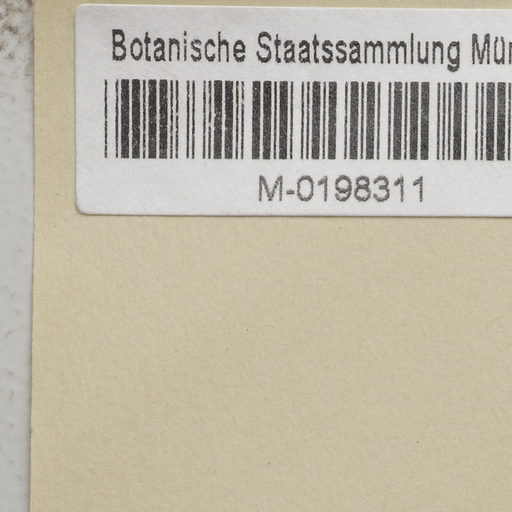 Botanische Staatssammlung Mün
M-0198311